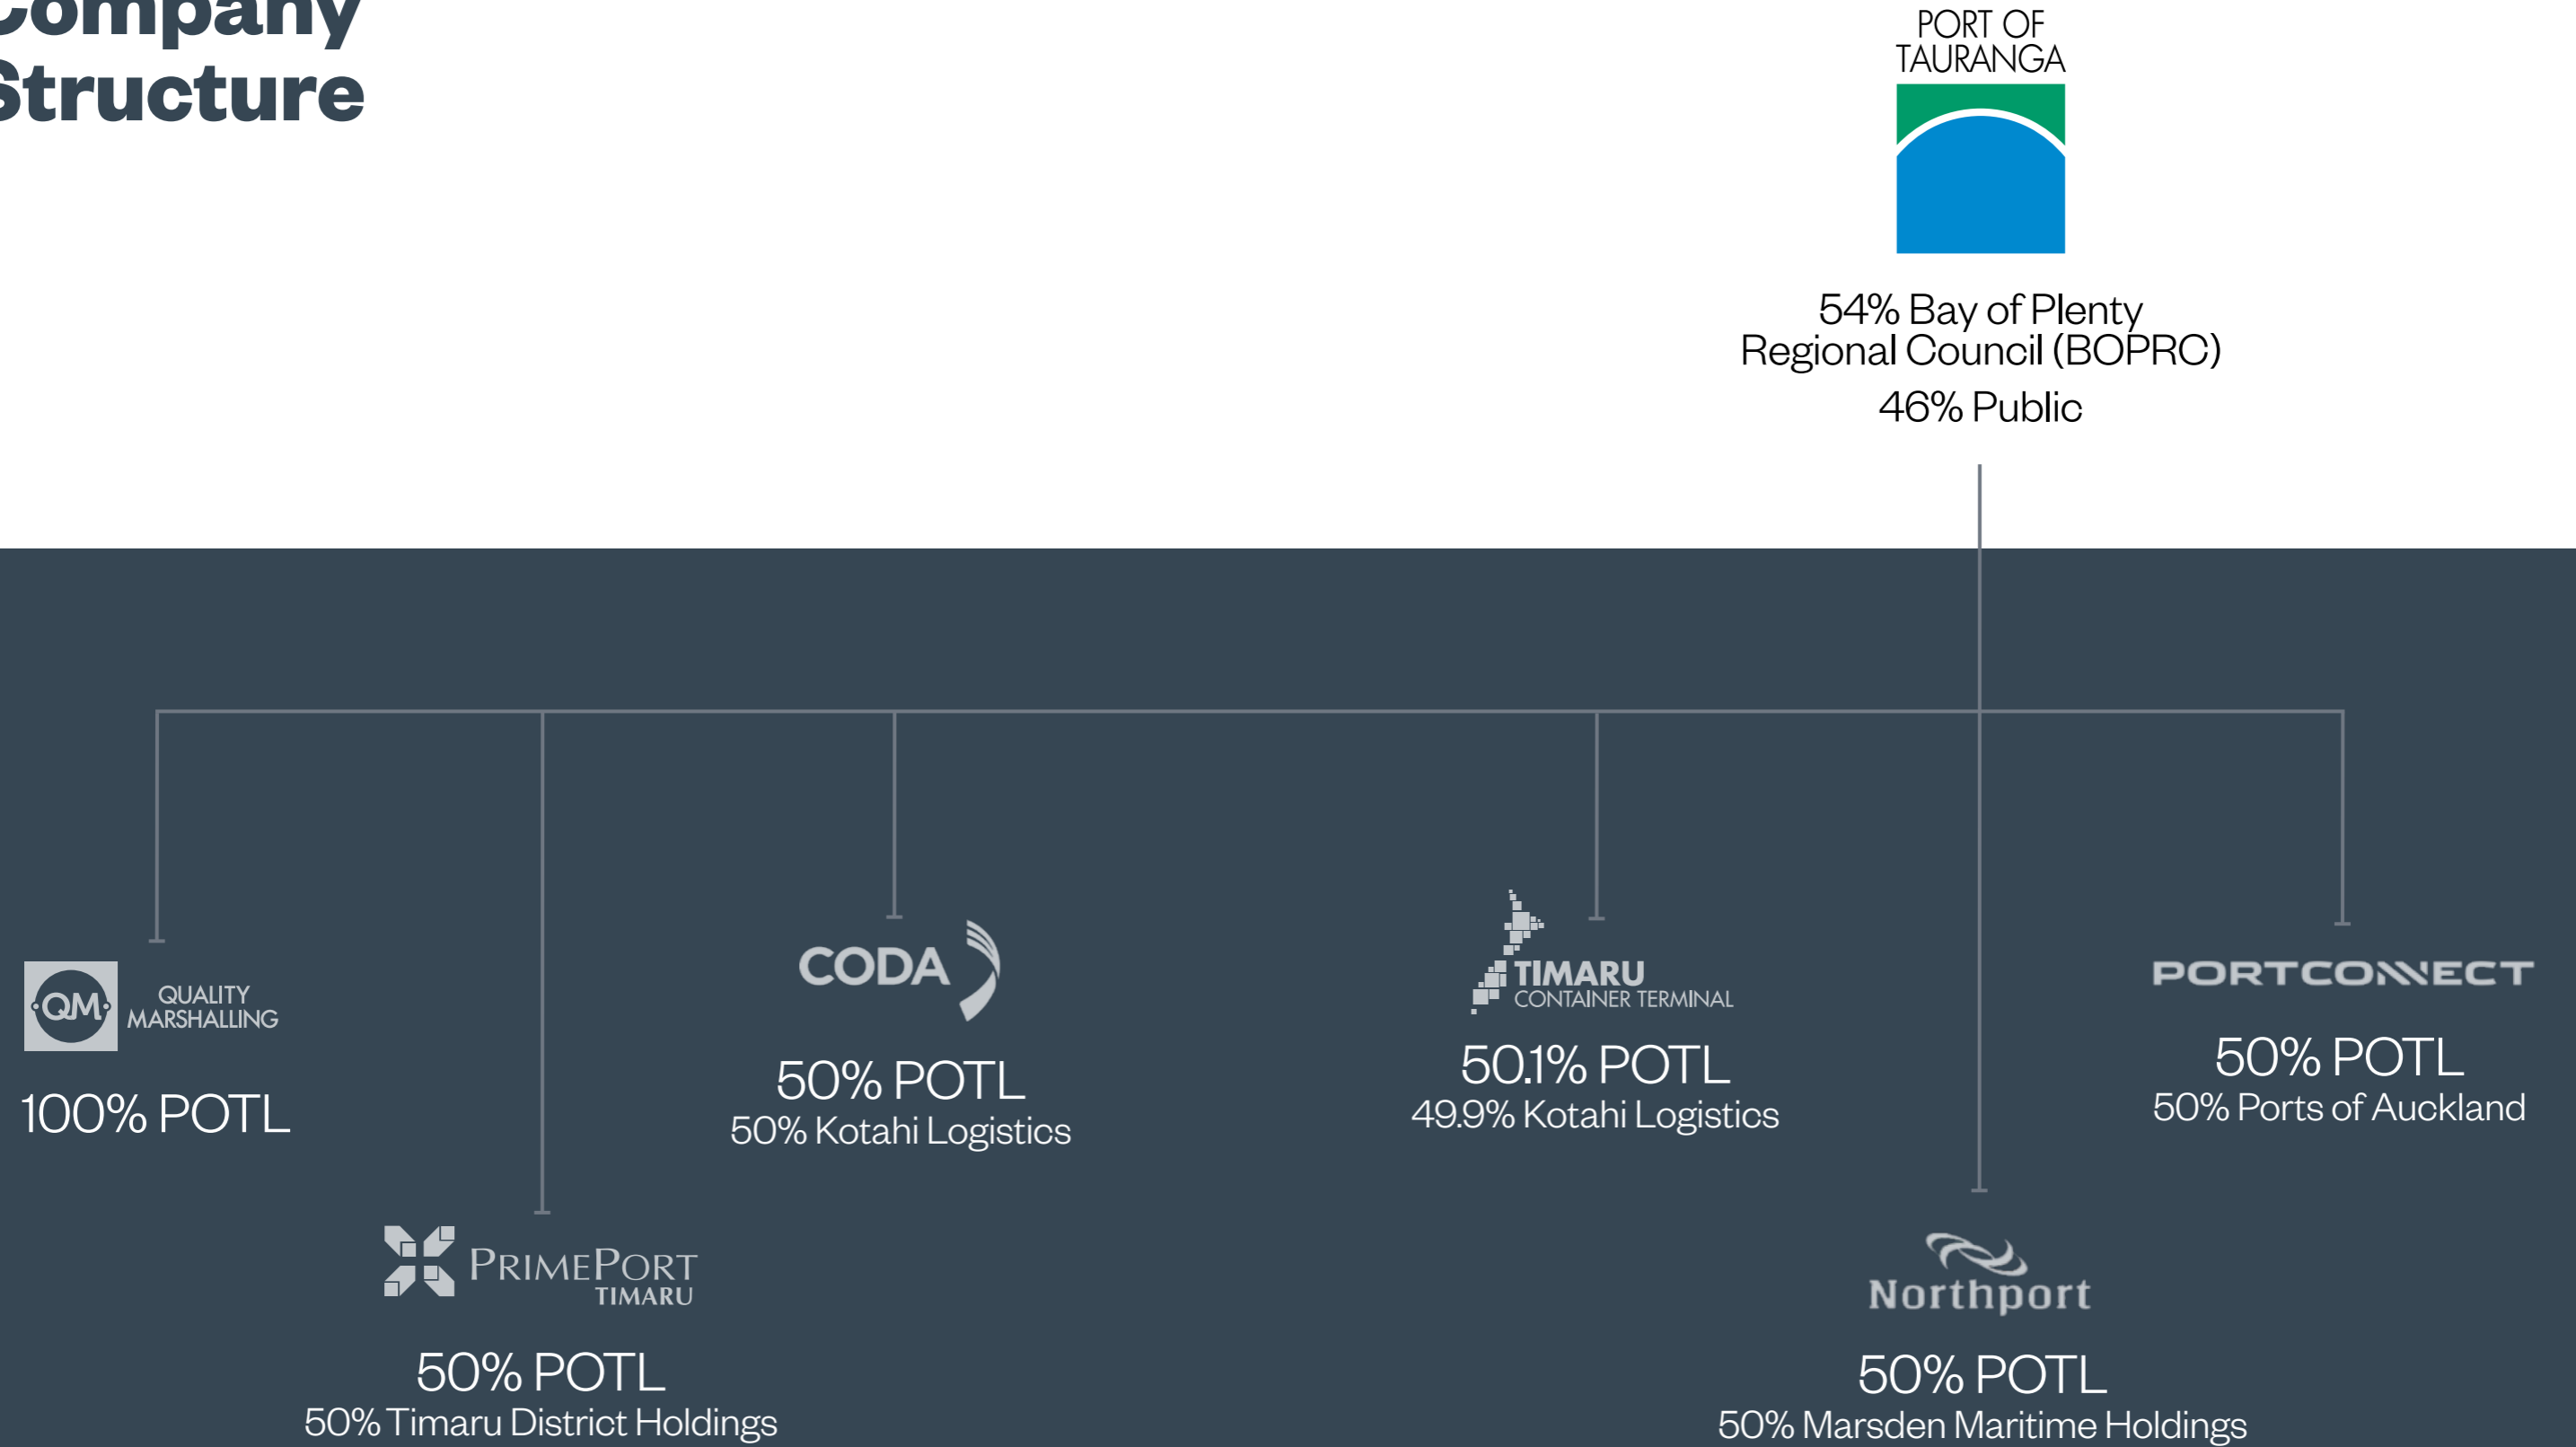 Company
Structure
PORT OF
TAURANGA
54% Bay of Plenty
Regional Council (BOPRC)
46% Public
QM
QUALITY
MARSHALLING
100% POTL
PRIMEPORT
TIMARU
50% POTL
50% Timaru District Holdings
CODA
50% POTL
50% Kotahi Logistics
TIMARU
CONTAINER TERMINAL
50.1% POTL
49.9% Kotahi Logistics
Northport
50% POTL
50% Marsden Maritime Holdings
PORTCONNECT
50% POTL
50% Ports of Auckland